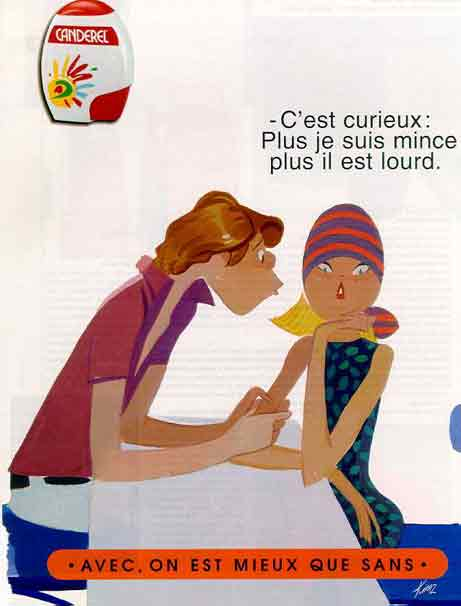 CANDEREL
- C'est curieux:
Plus je suis mince
plus il est lourd.
• AVEC, ON EST MIEUX QUE SANS •